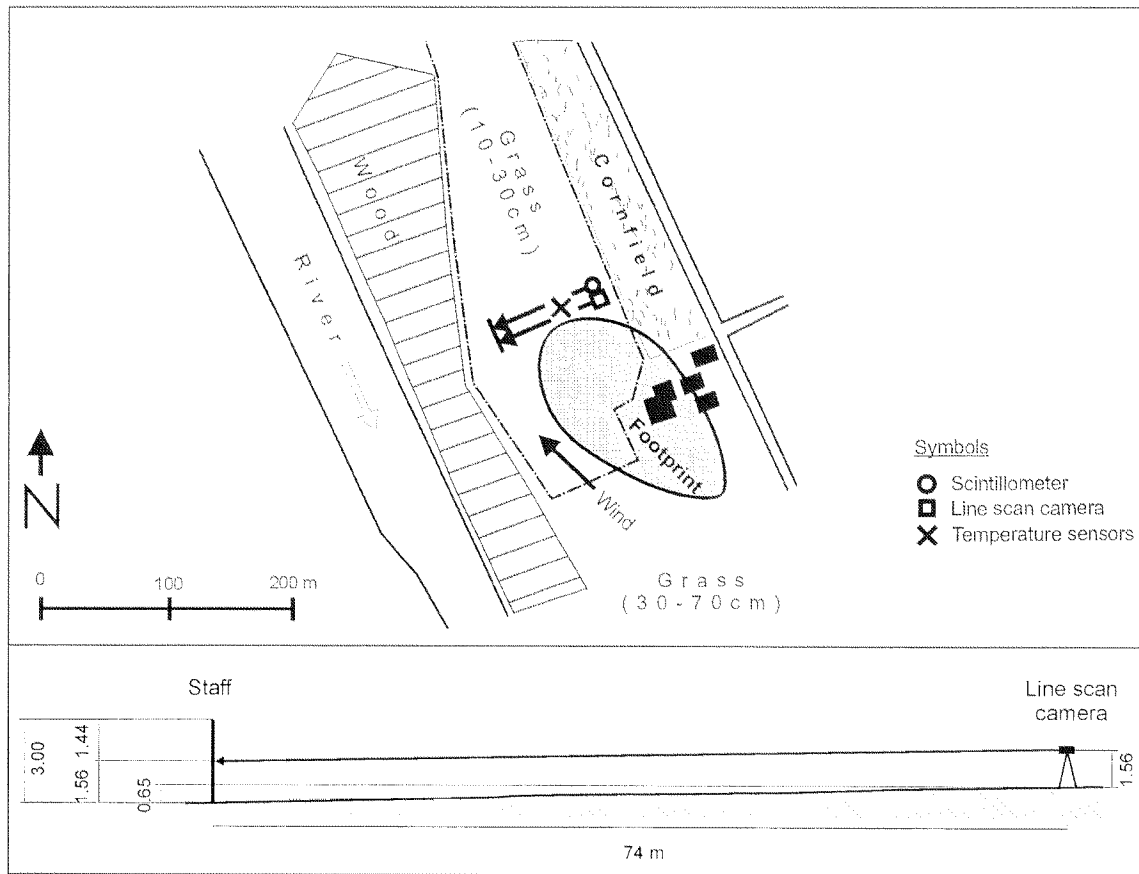 Grass
(10-30cm)
Wood
Cornfield
River
Footprint
Wind
N
0 100 200 m
Grass
(30-70cm)
Symbols
Scintillometer
Line scan camera
Temperature sensors
Staff
Line scan
camera
3.00
1.44
1.56
0.65
1.56
74 m